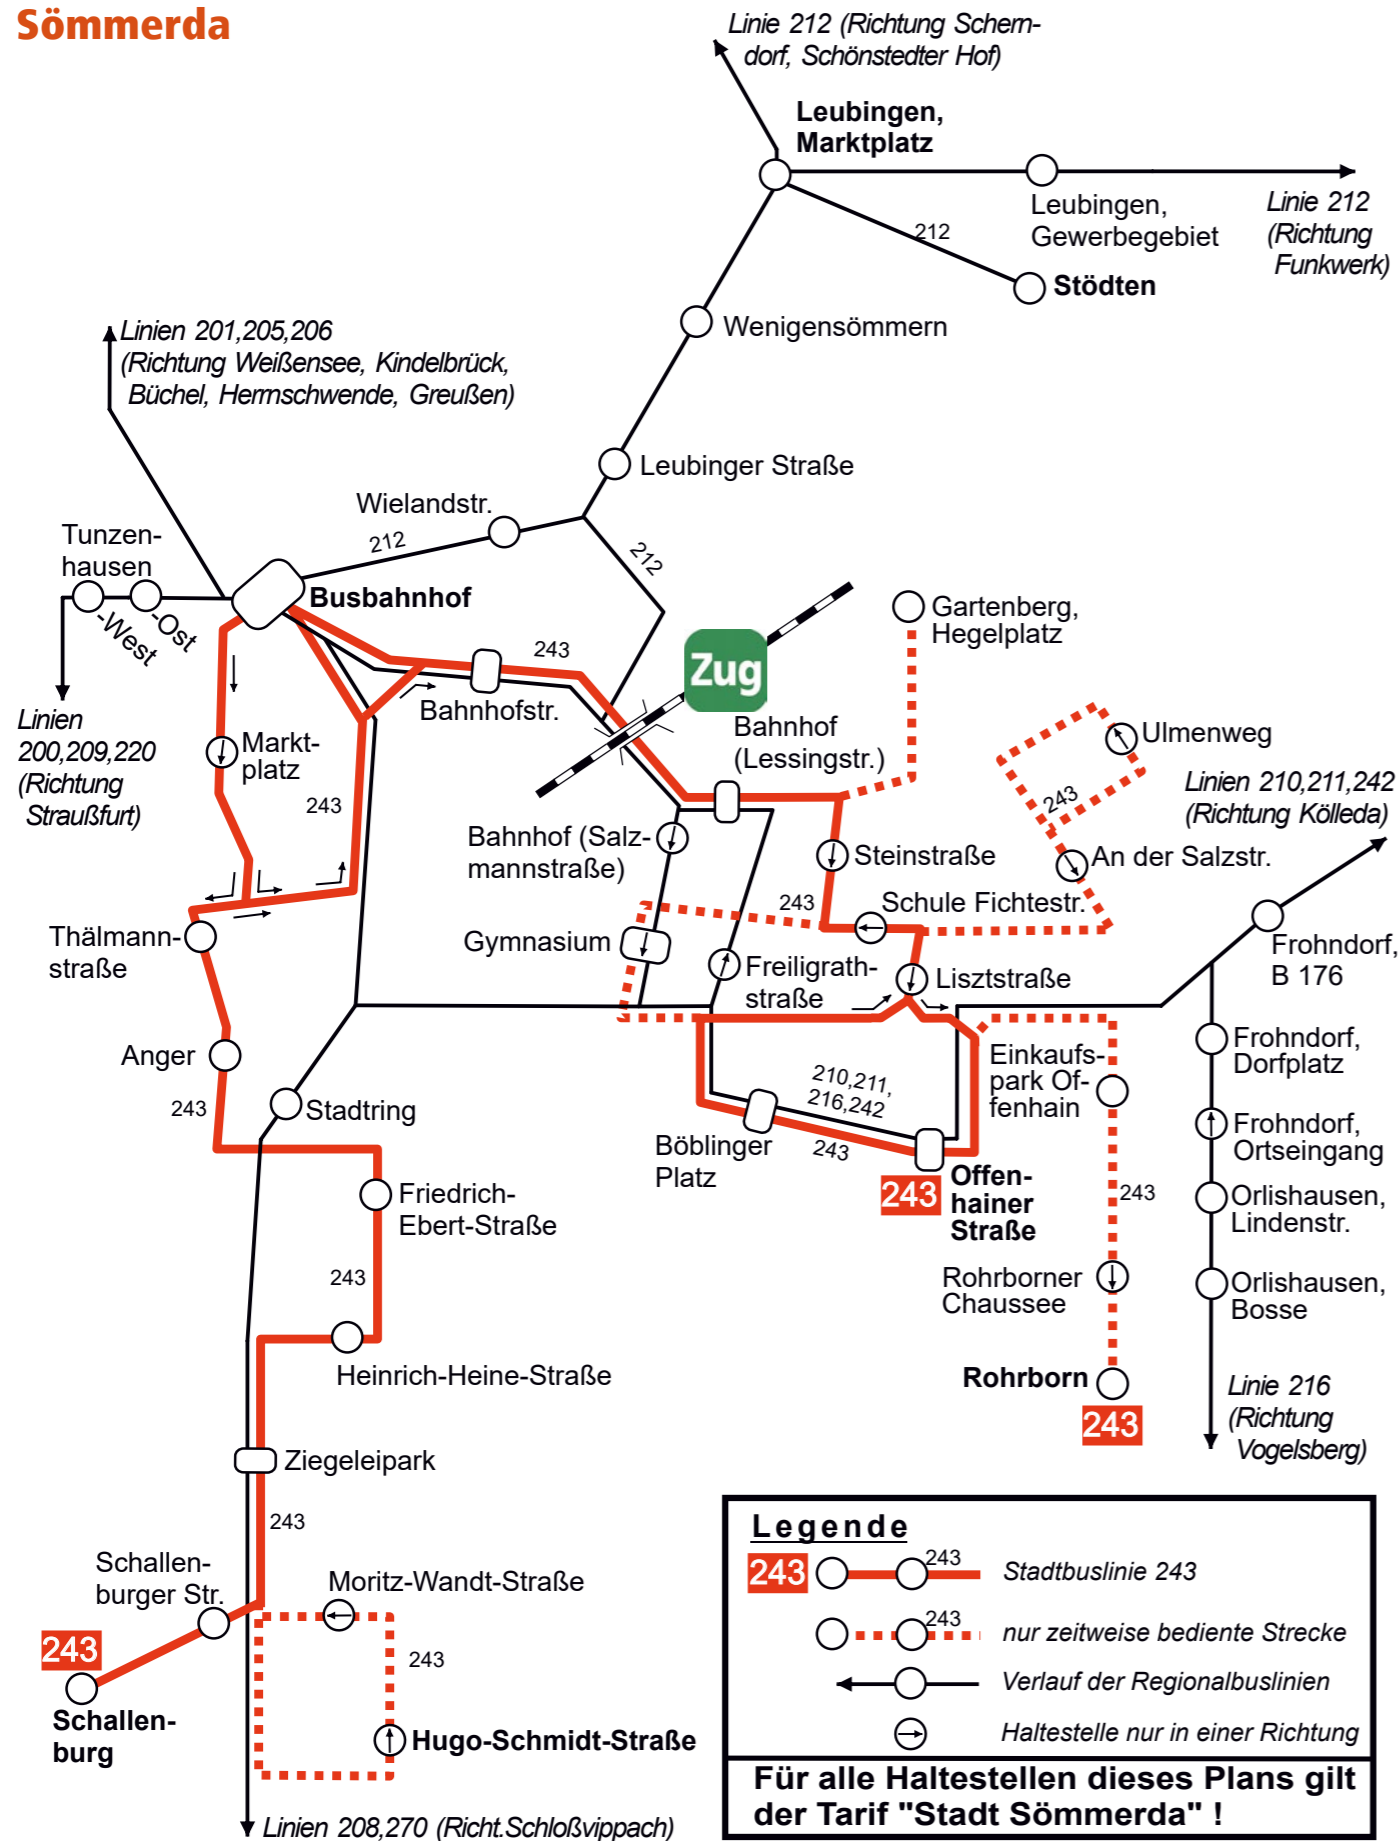 Sömmerda
Linie 212 (Richtung Schern-
dorf, Schönstedter Hof)
Leubingen,
Marktplatz
Leubingen,
Gewerbegebiet
Linie 212
(Richtung
Funkwerk)
212
Stödten
Wenigensömmern
Linien 201,205,206
(Richtung Weißensee, Kindelbrück,
Büchel, Herrnschwende, Greußen)
Leubinger Straße
Wielandstr.
212
212
Tunzen-
hausen
-West
-Ost
Busbahnhof
Gartenberg,
Hegelplatz
243
Zug
Bahnhofstr.
Bahnhof
(Lessingstr.)
Ulmenweg
Linien
200,209,220
(Richtung
Straußfurt)
Markt-
platz
243
243
Linien 210,211,242
(Richtung Kölleda)
Bahnhof (Salz-
mannstraße)
Steinstraße
An der Salzstr.
243
Schule Fichtestr.
Thälmann-
straße
Gymnasium
Freiligrath-
straße
Lisztstraße
Frohndorf,
B 176
Anger
243
Stadtring
210,211,
216,242
243
Einkaufs-
park Of-
fenhain
Frohndorf,
Dorfplatz
Böblinger
Platz
243
Offen-
hainer
Straße
Frohndorf,
Ortseingang
243
Orlishausen,
Lindenstr.
Friedrich-
Ebert-Straße
243
Rohrborner
Chaussee
Orlishausen,
Bosse
Heinrich-Heine-Straße
Rohrborn
243
Linie 216
(Richtung
Vogelsberg)
Ziegeleipark
243
Schallen-
burger Str.
Moritz-Wandt-Straße
243
243
Schallen-
burg
Hugo-Schmidt-Straße
Linien 208,270 (Richt.Schloßvippach)
Legende
243
243
Stadtbuslinie 243
243
nur zeitweise bediente Strecke
Verlauf der Regionalbuslinien
Haltestelle nur in einer Richtung
Für alle Haltestellen dieses Plans gilt
der Tarif "Stadt Sömmerda" !